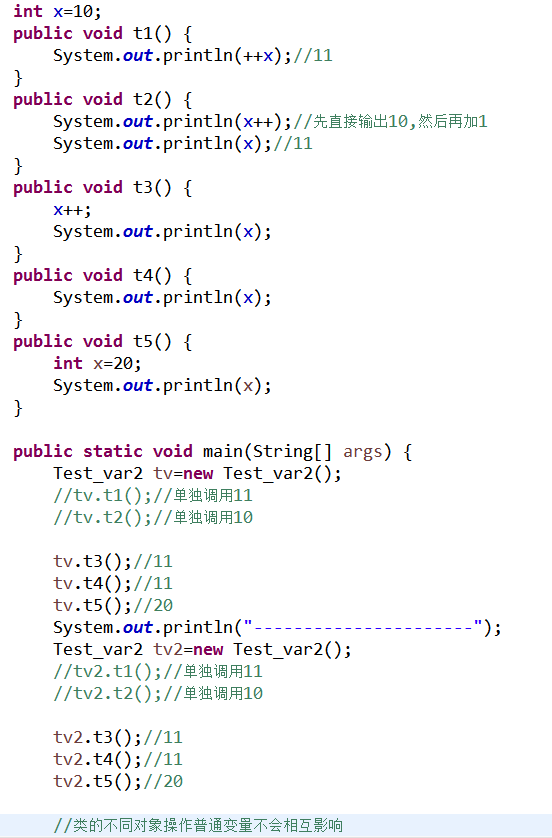 int x=10;
public void t1() {
System.out.println(++x);//11
}
public void t2() {
System.out.println(x++);//先直接输出10,然后再加1
System.out.println(x);//11
}
public void t3() {
x++;
System.out.println(x);
}
public void t4() {
System.out.println(x);
}
public void t5() {
int x=20;
System.out.println(x);
}
public static void main(String[] args) {
Test_var2 tv=new Test_var2();
//tv.t1();//单独调用11
//tv.t2();//单独调用10
tv.t3();//11
tv.t4();//11
tv.t5();//20
System.out.println("----------------------");
Test_var2 tv2=new Test_var2();
//tv2.t1();//单独调用11
//tv2.t2();//单独调用10
tv2.t3();//11
tv2.t4();//11
tv2.t5();//20
//类的不同对象操作普通变量不会相互影响